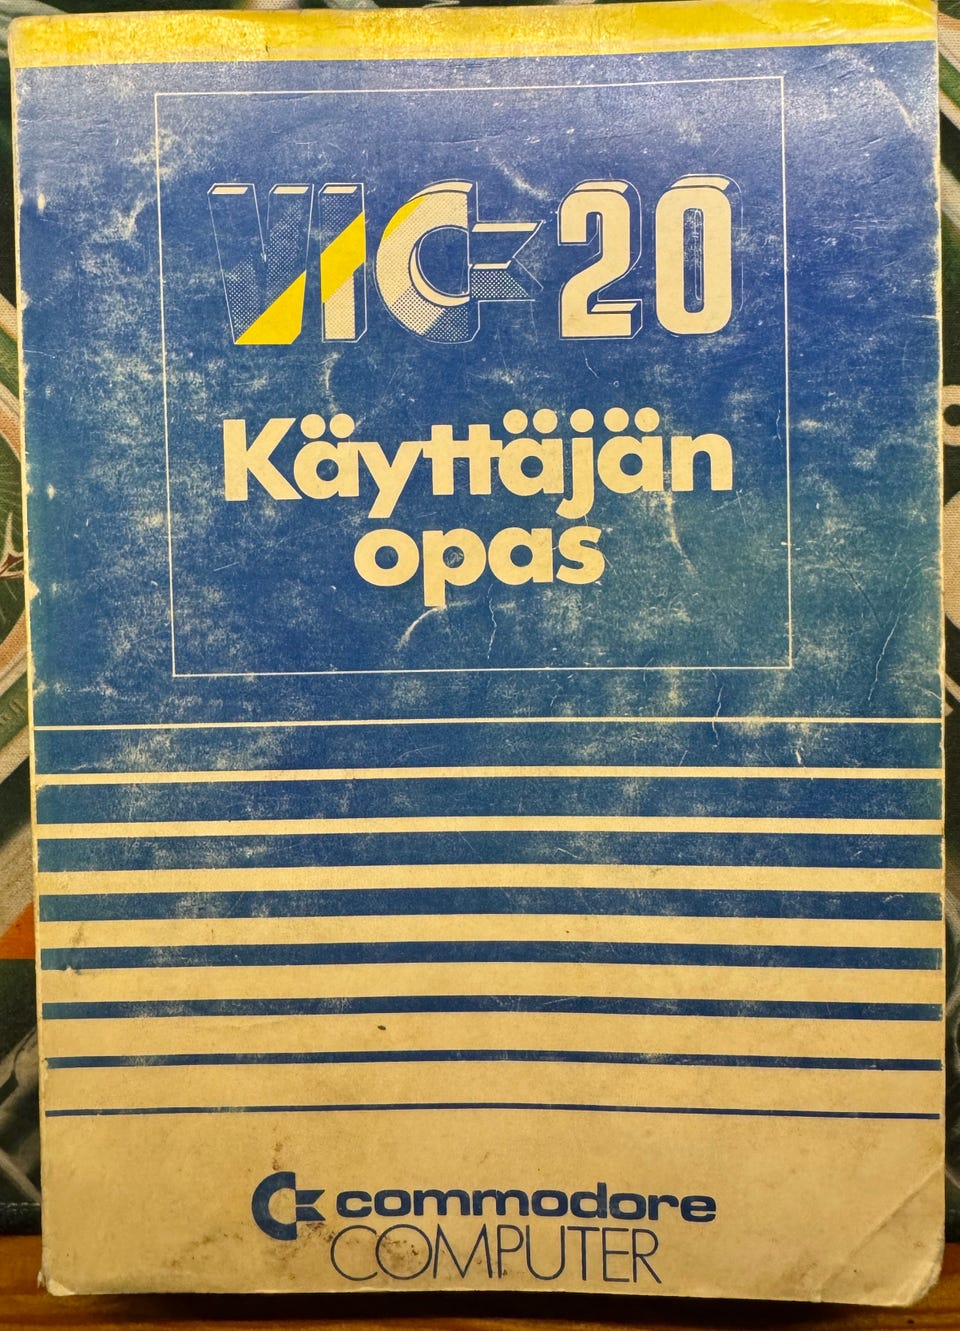 VIC-20
Käyttäjän
opas
commodore
COMPUTER